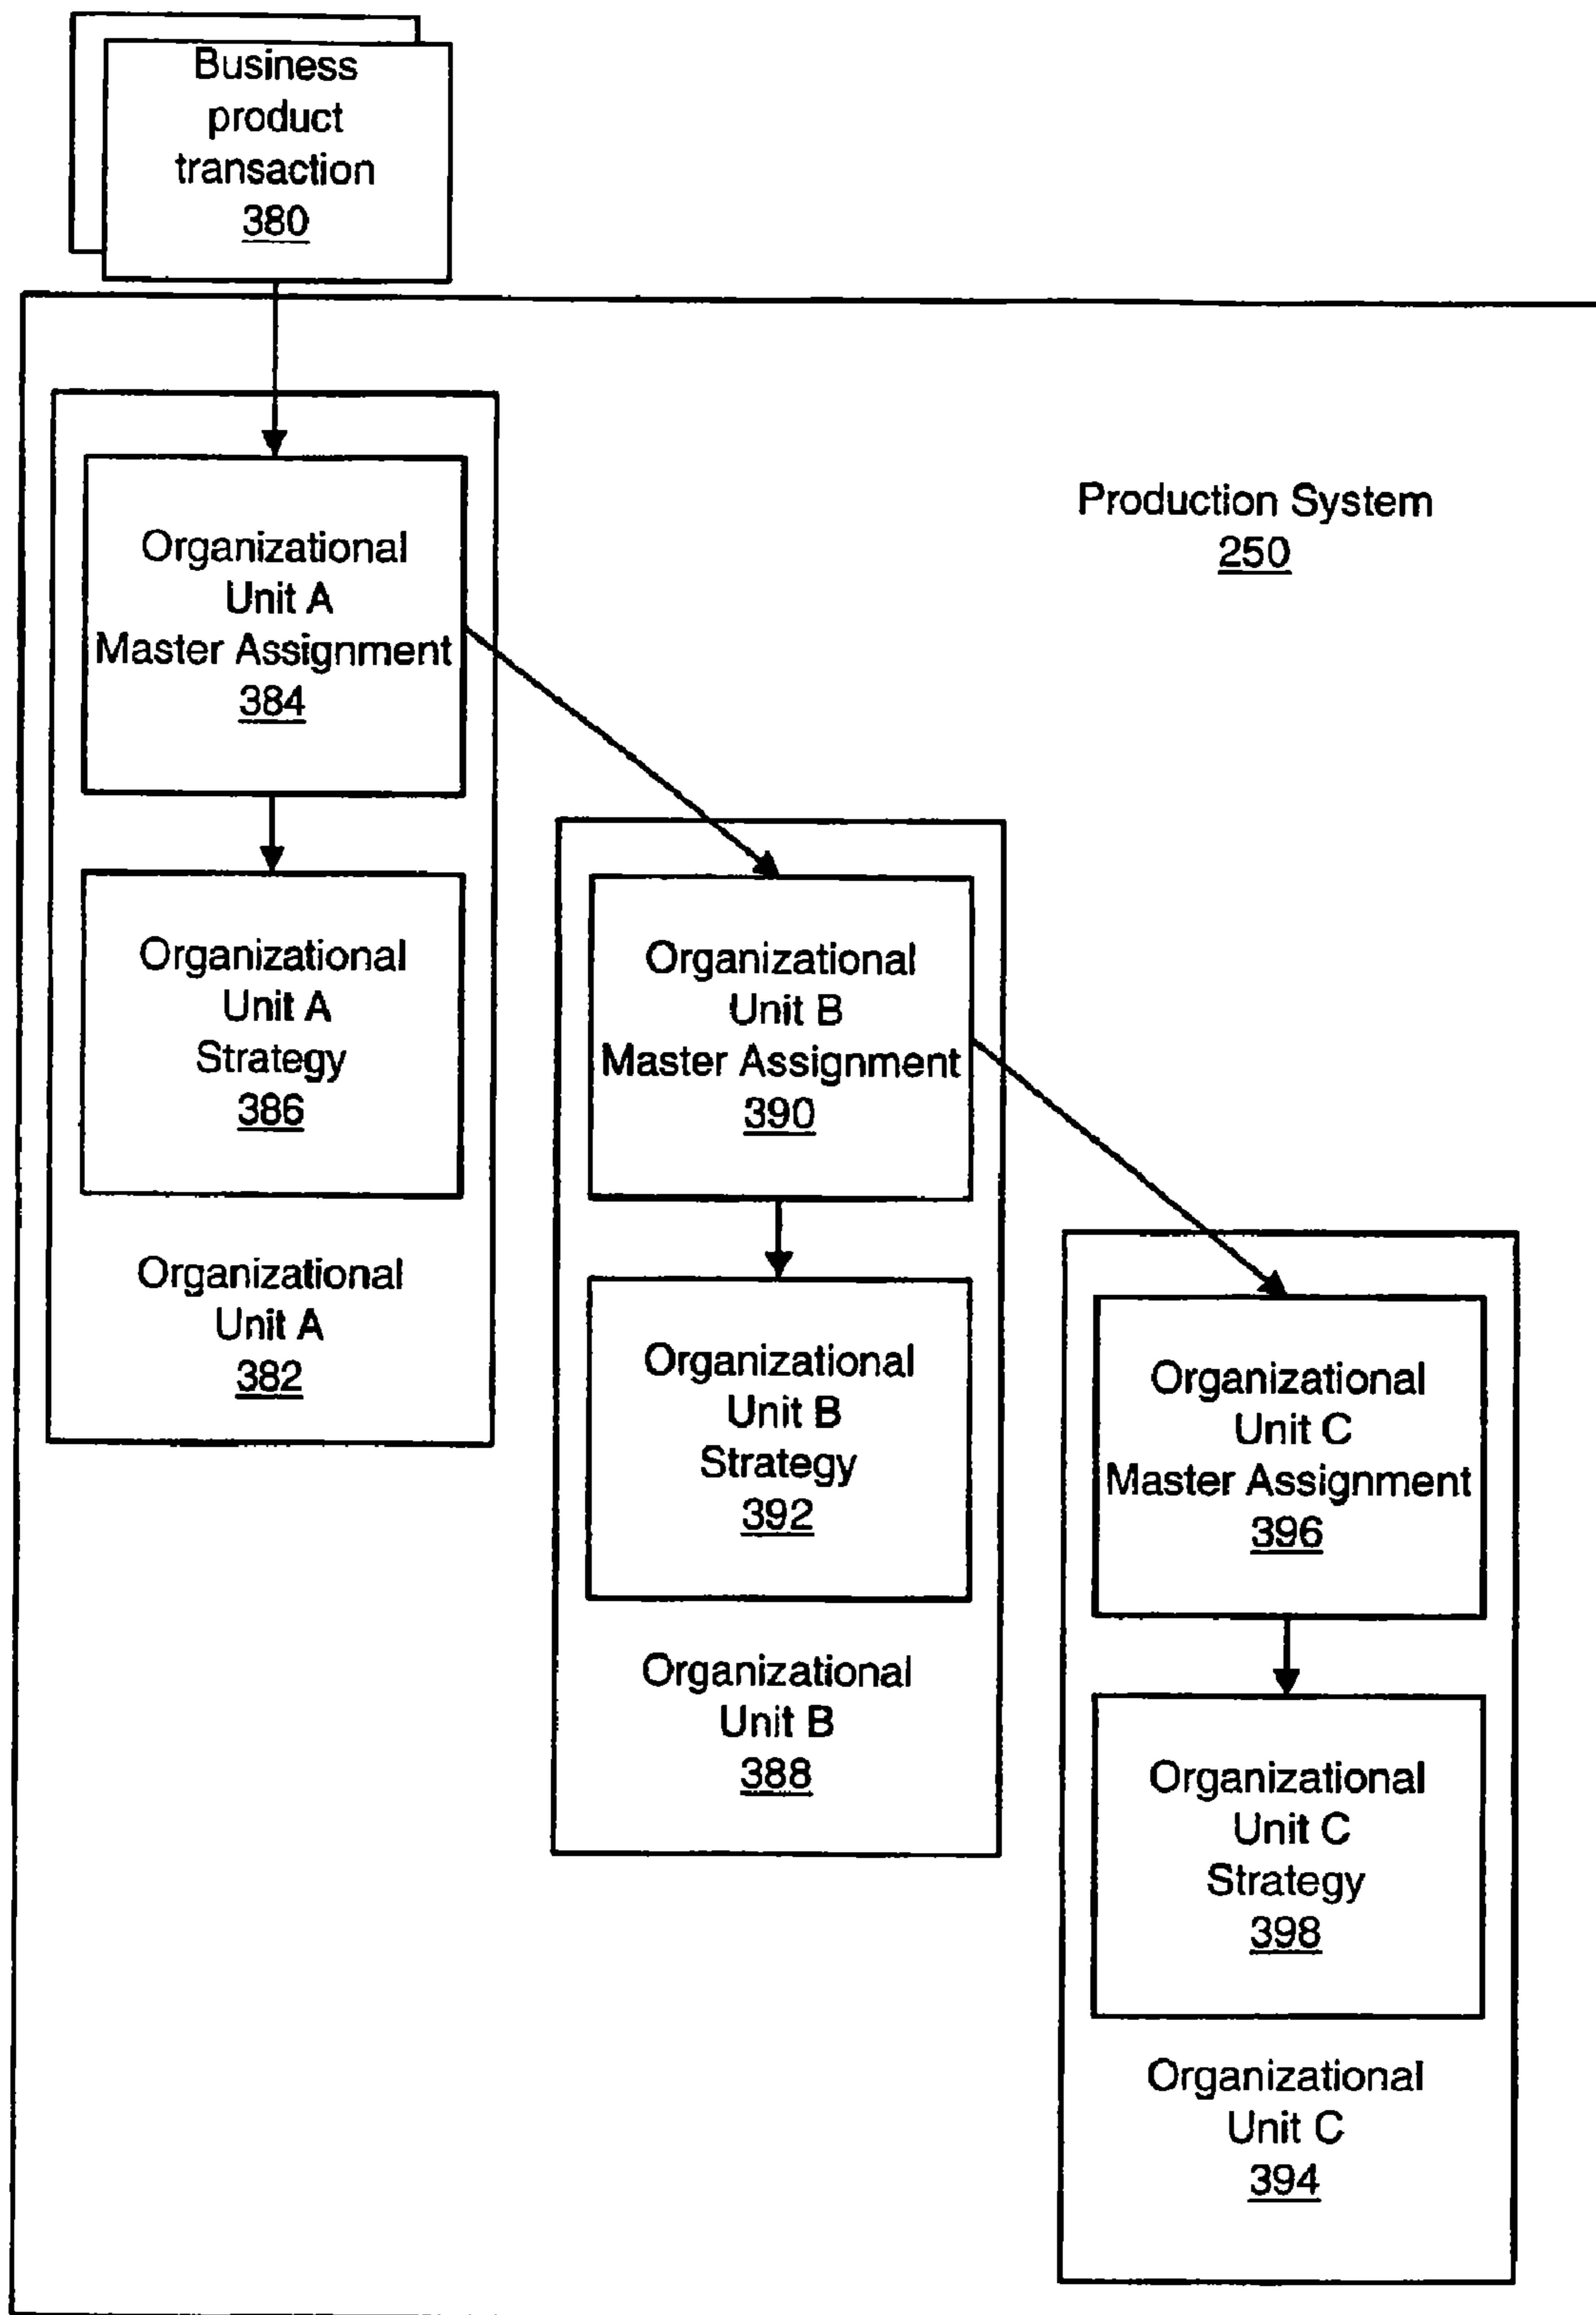 Business
product
transaction
380
Production System
250
Organizational
Unit A
Master Assignment
384
Organizational
Unit A
Strategy
386
Organizational
Unit A
382
Organizational
Unit B
Master Assignment
390
Organizational
Unit B
Strategy
392
Organizational
Unit B
388
Organizational
Unit C
Master Assignment
396
Organizational
Unit C
Strategy
398
Organizational
Unit C
394